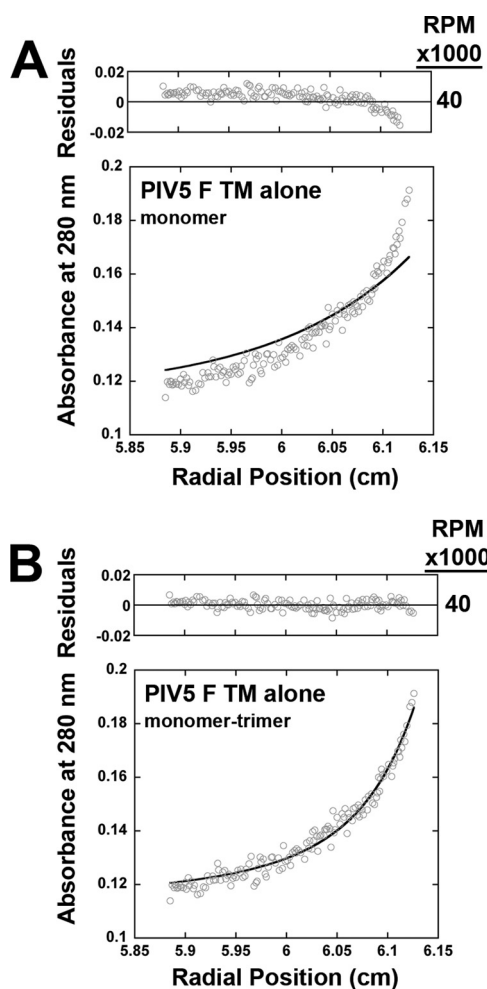 A
RPM
x1000
Residuals
0.02
0
-0.02
40
Absorbance at 280 nm
0.2
0.18
0.16
0.14
0.12
0.1
PIV5 F TM alone
monomer
5.85
5.9
5.95
6
6.05
6.1
6.15
Radial Position (cm)
B
RPM
x1000
Residuals
0.02
0
-0.02
40
Absorbance at 280 nm
0.2
0.18
0.16
0.14
0.12
0.1
PIV5 F TM alone
monomer-trimer
5.85
5.9
5.95
6
6.05
6.1
6.15
Radial Position (cm)